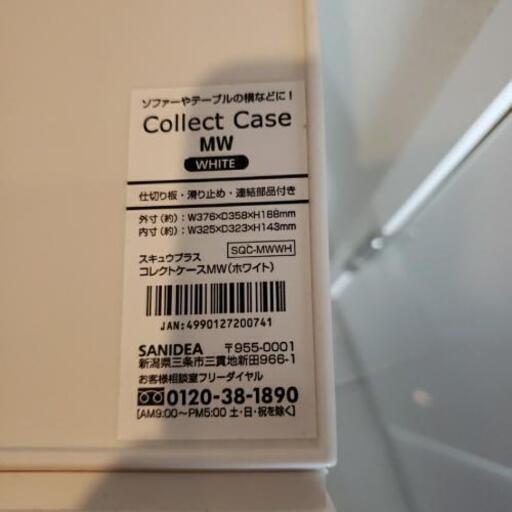 ソファーやテーブルの横などに!
Collect Case
MW
WHITE
仕切り板・滑り止め・連結部品付き
外寸(約):W376×D358×H188mm
内寸(約):W325×D323×H143mm
スキュウプラス SQC-MWWH
コレクトケースMW(ホワイト)
JAN:4990127200741
SANIDEA 〒955-0001
新潟県三条市三貫地新田966-1
お客様相談室フリーダイヤル
0120-38-1890
[AM9:00〜PM5:00 土・日・祝を除く]